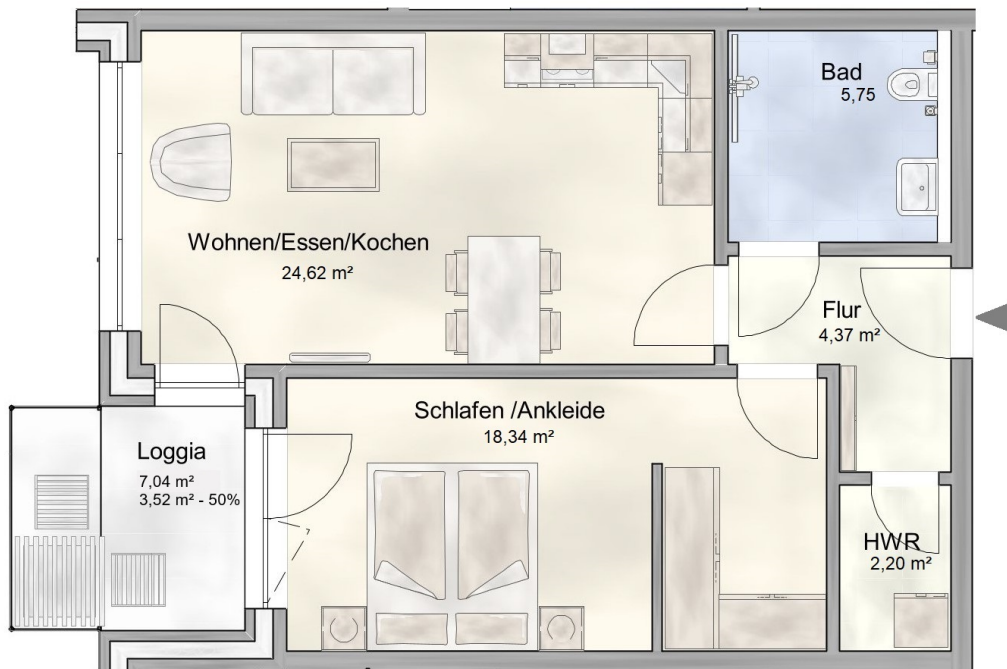 Bad
5,75
Wohnen/Essen/Kochen
24,62 m²
Flur
4,37 m²
Schlafen /Ankleide
18,34 m²
Loggia
7,04 m²
3,52 m² - 50%
HWR
2,20 m²